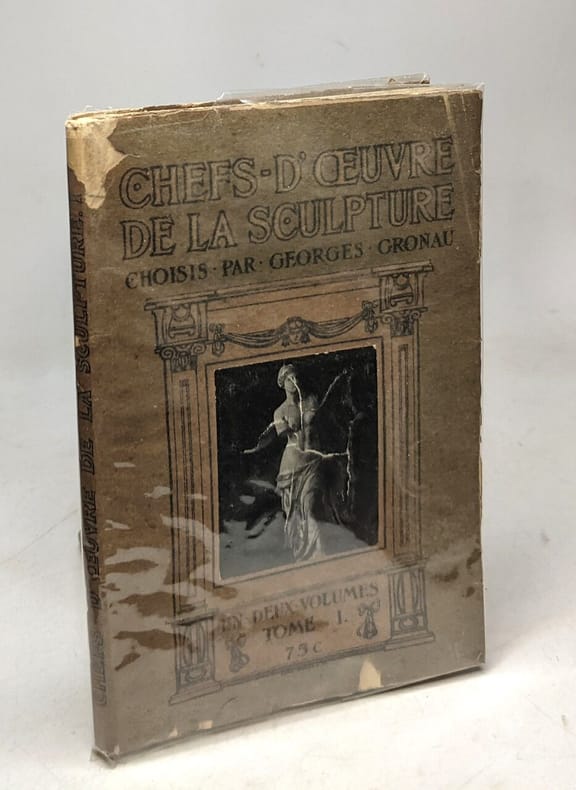 CHEFS-D'ŒUVRE
DE LA SCULPTURE
CHOISIS·PAR·GEORGES·GRONAU
EN·DEUX·VOLUMES
TOME I.
75 C
CHEFS D'ŒUVRE DE LA SCULPTURE. I